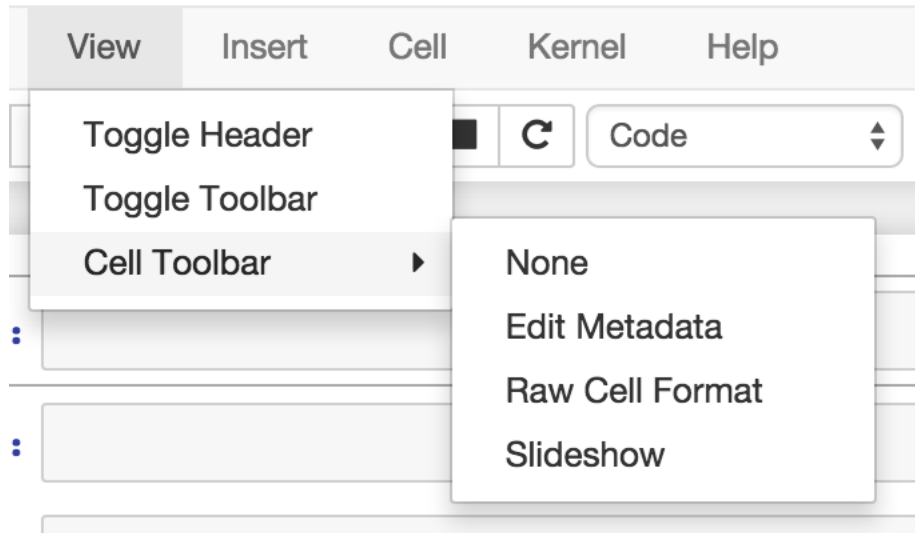 View Insert Cell Kernel Help
Toggle Header
Code
Toggle Toolbar
Cell Toolbar
None
Edit Metadata
Raw Cell Format
Slideshow